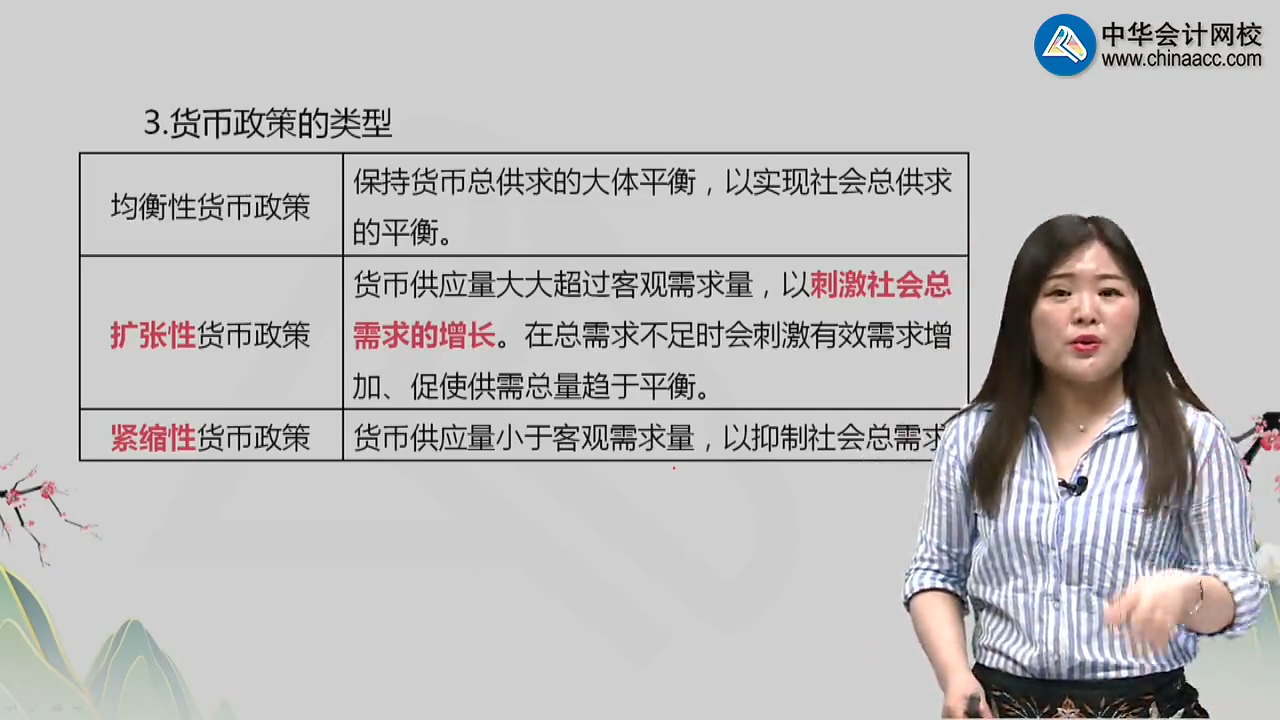 中华会计网校
www.chinaacc.com
3.货币政策的类型
均衡性货币政策
保持货币总供求的大体平衡，以实现社会总供求
的平衡。
扩张性货币政策
货币供应量大大超过客观需求量，以刺激社会总
需求的增长。在总需求不足时会刺激有效需求增
加、促使供需总量趋于平衡。
紧缩性货币政策
货币供应量小于客观需求量，以抑制社会总需求